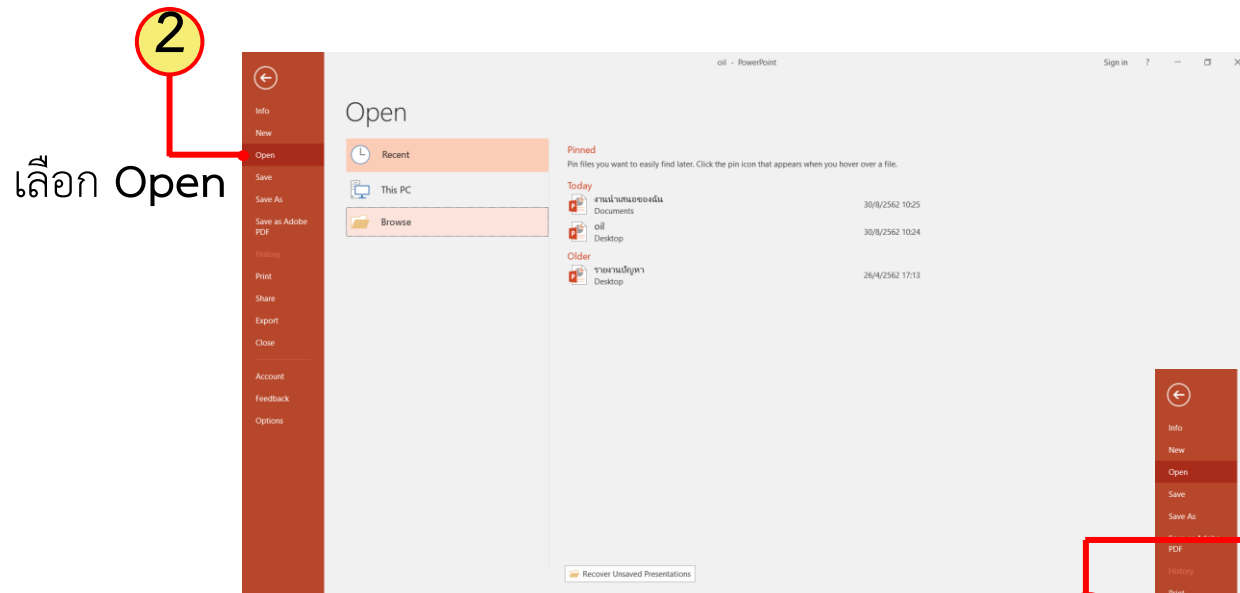 2
เลือก Open
oil - PowerPoint
Sign in ?
Info
New
Open
Save
Save As
Save as Adobe
PDF
History
Print
Share
Export
Close
Account
Feedback
Options
Open
Recent
This PC
Browse
Pinned
Pin files you want to easily find later. Click the pin icon that appears when you hover over a file.
Today
งานนำเสนอของฉัน 30/8/2562 10:25
Documents
oil 30/8/2562 10:24
Desktop
Older
รายงานปัญหา 26/4/2562 17:13
Desktop
Recover Unsaved Presentations
Info
New
Open
Save
Save As
PDF
History
Print